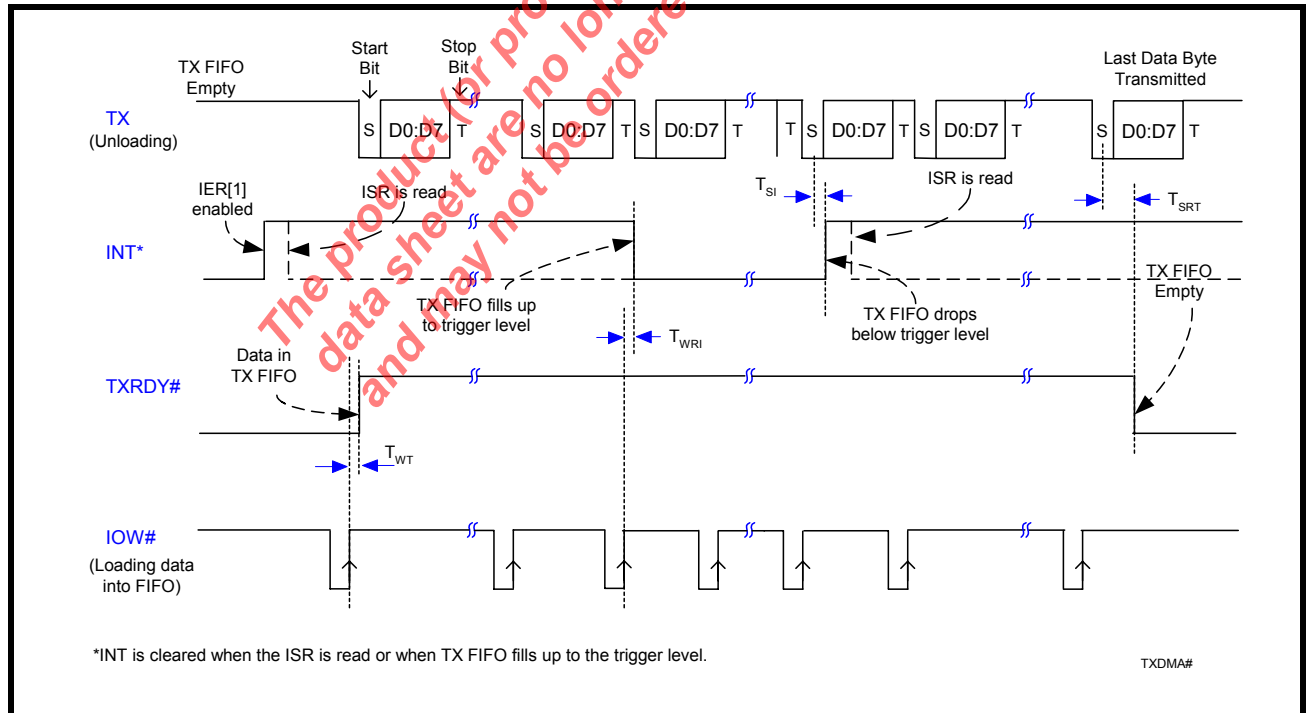 Start
Bit
Stop
Bit
TX FIFO
Empty
Last Data Byte
Transmitted
TX
(Unloading)
S D0:D7 T S D0:D7 T S D0:D7 T T S D0:D7 T S D0:D7 T S D0:D7 T
IER[1]
enabled
ISR is read
TSI
ISR is read
TSRT
INT*
TX FIFO fills up
to trigger level
TX FIFO drops
below trigger level
TX FIFO
Empty
TWRI
Data in
TX FIFO
TXRDY#
TWT
IOW#
(Loading data
into FIFO)
*INT is cleared when the ISR is read or when TX FIFO fills up to the trigger level.
TXDMA#
The product (or pro
data sheet are no lon
and may not be ordere